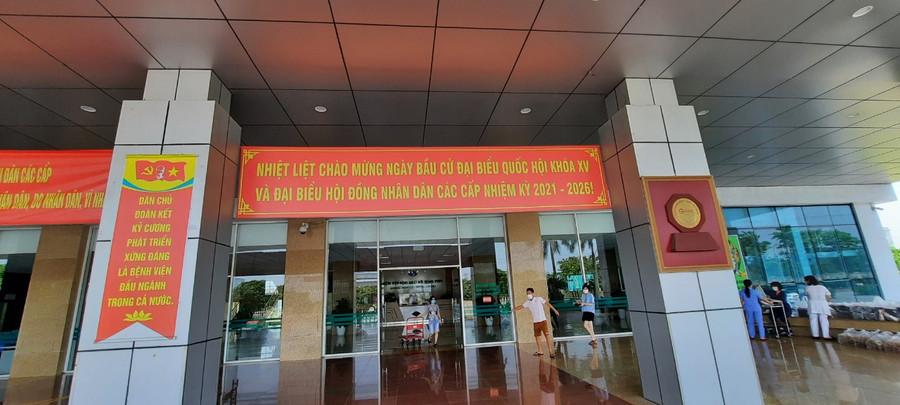 DÂN CÁC CẤP
NHIỆT LIỆT CHÀO MỪNG NGÀY BẦU CỬ ĐẠI BIỂU QUỐC HỘI KHÓA XV
VÀ ĐẠI BIỂU HỘI ĐỒNG NHÂN DÂN CÁC CẤP NHIỆM KỲ 2021 - 2026!
DÂN, DO NHÂN DÂN, VÌ NHÂN
DÂN CHỦ
ĐOÀN KẾT
KỶ CƯƠNG
PHÁT TRIỂN
XỨNG ĐÁNG
LÀ BỆNH VIỆN
ĐẦU NGÀNH
TRONG CẢ NƯỚC.